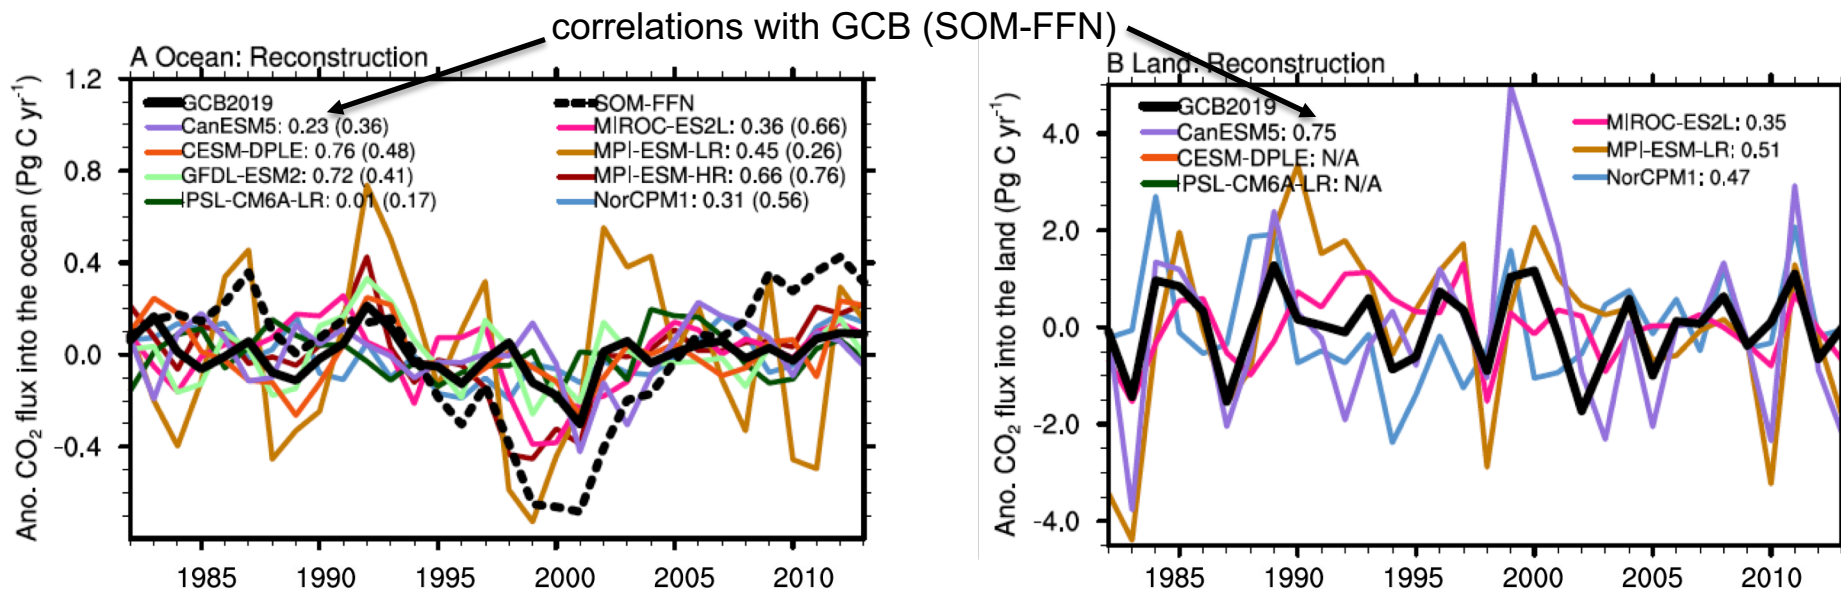 correlations with GCB (SOM-FFN)
A Ocean: Reconstruction
Ano. CO₂ flux into the ocean (Pg C yr⁻¹)
1.2
0.8
0.4
0.0
-0.4
GCB2019
CanESM5: 0.23 (0.36)
CESM-DPLE: 0.76 (0.48)
GFDL-ESM2: 0.72 (0.41)
IPSL-CM6A-LR: 0.01 (0.17)
SOM-FFN
MIROC-ES2L: 0.36 (0.66)
MPI-ESM-LR: 0.45 (0.26)
MPI-ESM-HR: 0.66 (0.76)
NorCPM1: 0.31 (0.56)
1985 1990 1995 2000 2005 2010
B Land: Reconstruction
Ano. CO₂ flux into the land (Pg C yr⁻¹)
4.0
2.0
0.0
-2.0
-4.0
GCB2019
CanESM5: 0.75
CESM-DPLE: N/A
IPSL-CM6A-LR: N/A
MIROC-ES2L: 0.35
MPI-ESM-LR: 0.51
NorCPM1: 0.47
1985 1990 1995 2000 2005 2010